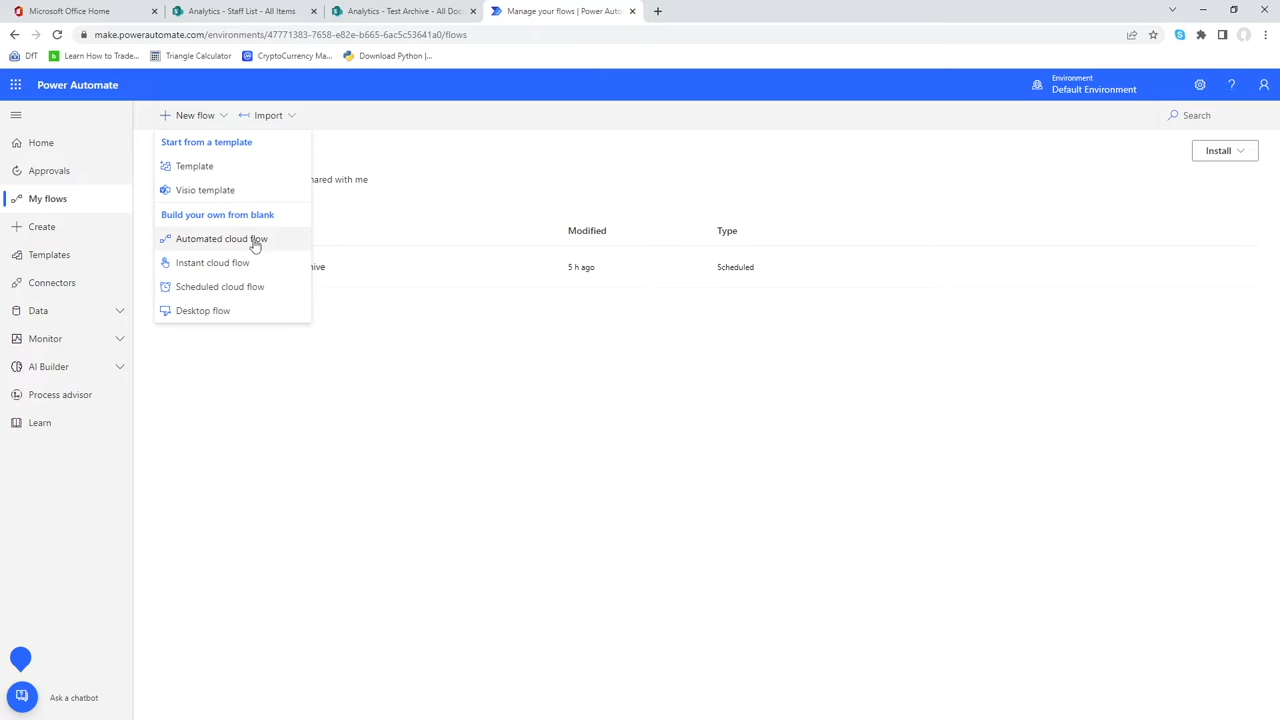 Microsoft Office Home
Analytics - Staff List - All Items
Analytics - Test Archive - All Doc
Manage your flows | Power Auto
make.powerautomate.com/environments/47771383-7658-e82e-b665-6ac5c53641a0/flows
DfT
Learn How to Trade...
Triangle Calculator
CryptoCurrency Ma...
Download Python |...
Power Automate
Environment
Default Environment
New flow
Import
Search
Start from a template
Template
Visio template
Build your own from blank
Automated cloud flow
Instant cloud flow
Scheduled cloud flow
Desktop flow
Home
Approvals
My flows
Create
Templates
Connectors
Data
Monitor
AI Builder
Process advisor
Learn
Install
hared with me
Modified
Type
hive
5 h ago
Scheduled
Ask a chatbot